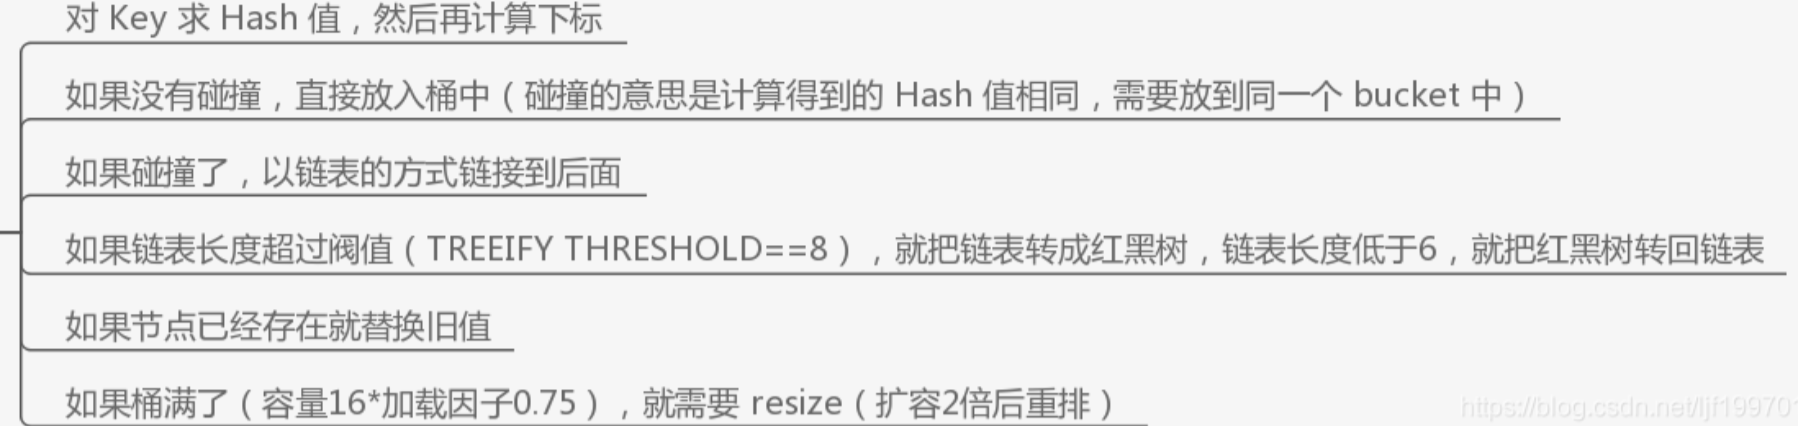 对 Key 求 Hash 值，然后再计算下标
如果没有碰撞，直接放入桶中（碰撞的意思是计算得到的 Hash 值相同，需要放到同一个 bucket 中）
如果碰撞了，以链表的方式链接到后面
如果链表长度超过阀值（TREEIFY THRESHOLD==8），就把链表转成红黑树，链表长度低于6，就把红黑树转回链表
如果节点已经存在就替换旧值
如果桶满了（容量16*加载因子0.75），就需要 resize（扩容2倍后重排）
https://blog.csdn.net/ljf199701